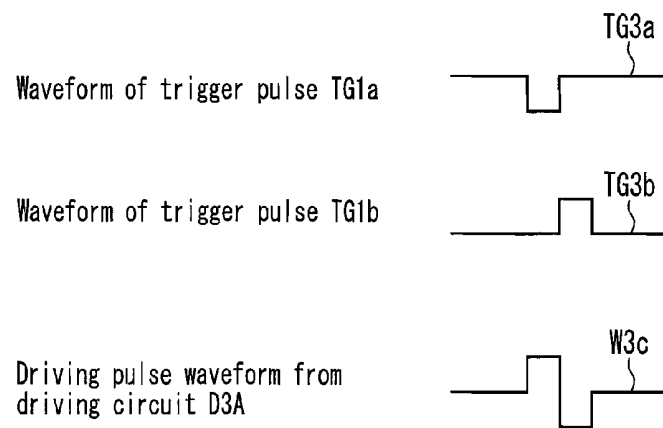 TG3a
Waveform of trigger pulse TG1a
TG3b
Waveform of trigger pulse TG1b
W3c
Driving pulse waveform from
driving circuit D3A